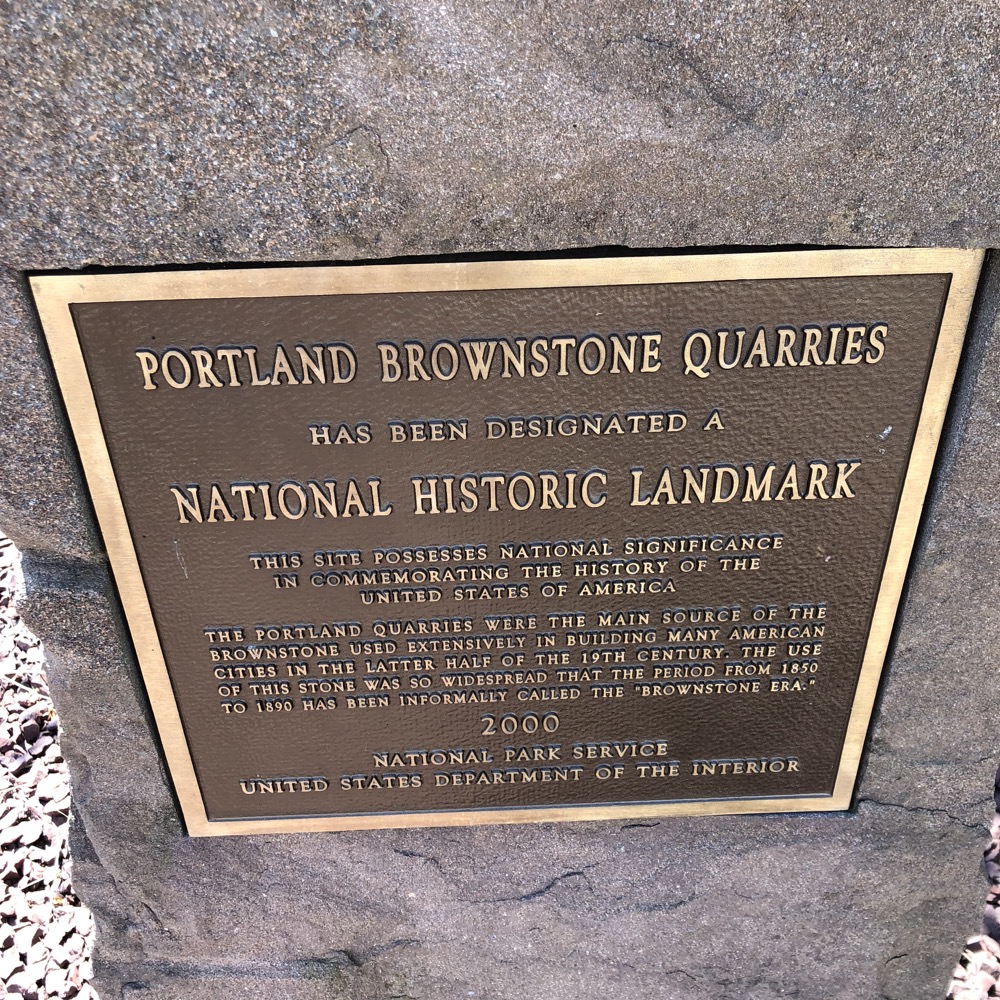 PORTLAND BROWNSTONE QUARRIES
HAS BEEN DESIGNATED A
NATIONAL HISTORIC LANDMARK
THIS SITE POSSESSES NATIONAL SIGNIFICANCE
IN COMMEMORATING THE HISTORY OF THE
UNITED STATES OF AMERICA
THE PORTLAND QUARRIES WERE THE MAIN SOURCE OF THE
BROWNSTONE USED EXTENSIVELY IN BUILDING MANY AMERICAN
CITIES IN THE LATTER HALF OF THE 19TH CENTURY. THE USE
OF THIS STONE WAS SO WIDESPREAD THAT THE PERIOD FROM 1850
TO 1890 HAS BEEN INFORMALLY CALLED THE "BROWNSTONE ERA."
2000
NATIONAL PARK SERVICE
UNITED STATES DEPARTMENT OF THE INTERIOR